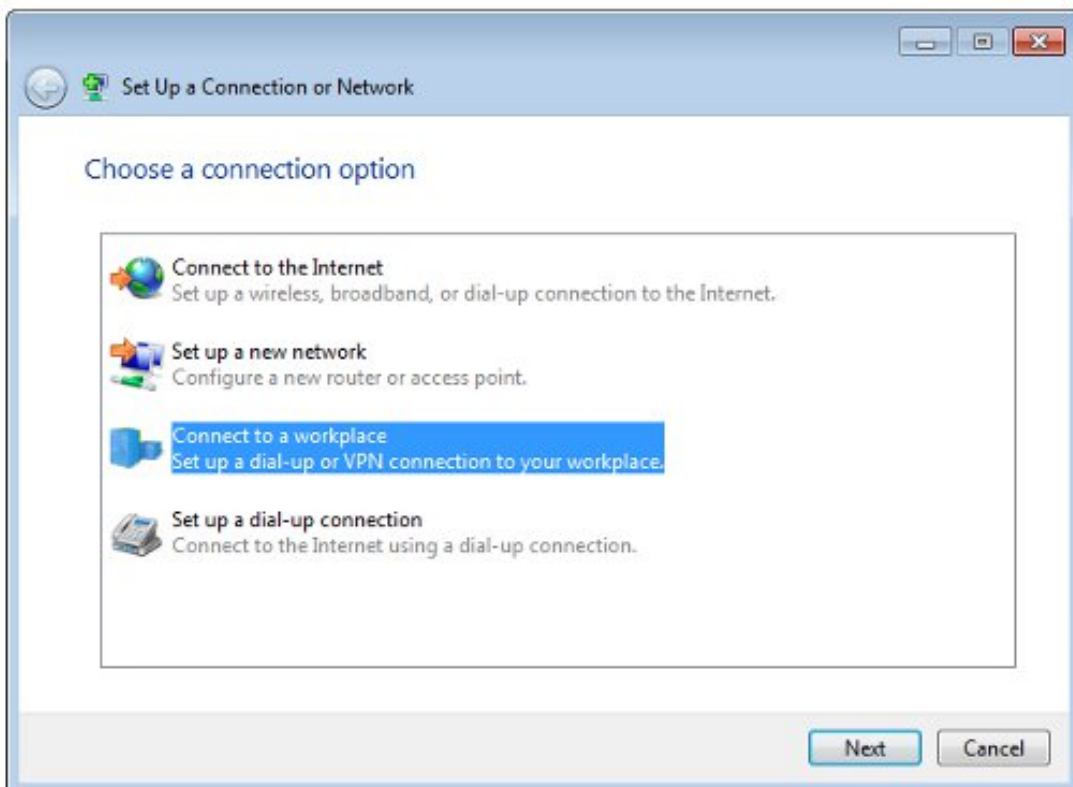 Set Up a Connection or Network
Choose a connection option
Connect to the Internet
Set up a wireless, broadband, or dial-up connection to the Internet.
Set up a new network
Configure a new router or access point.
Connect to a workplace
Set up a dial-up or VPN connection to your workplace.
Set up a dial-up connection
Connect to the Internet using a dial-up connection.
Next
Cancel